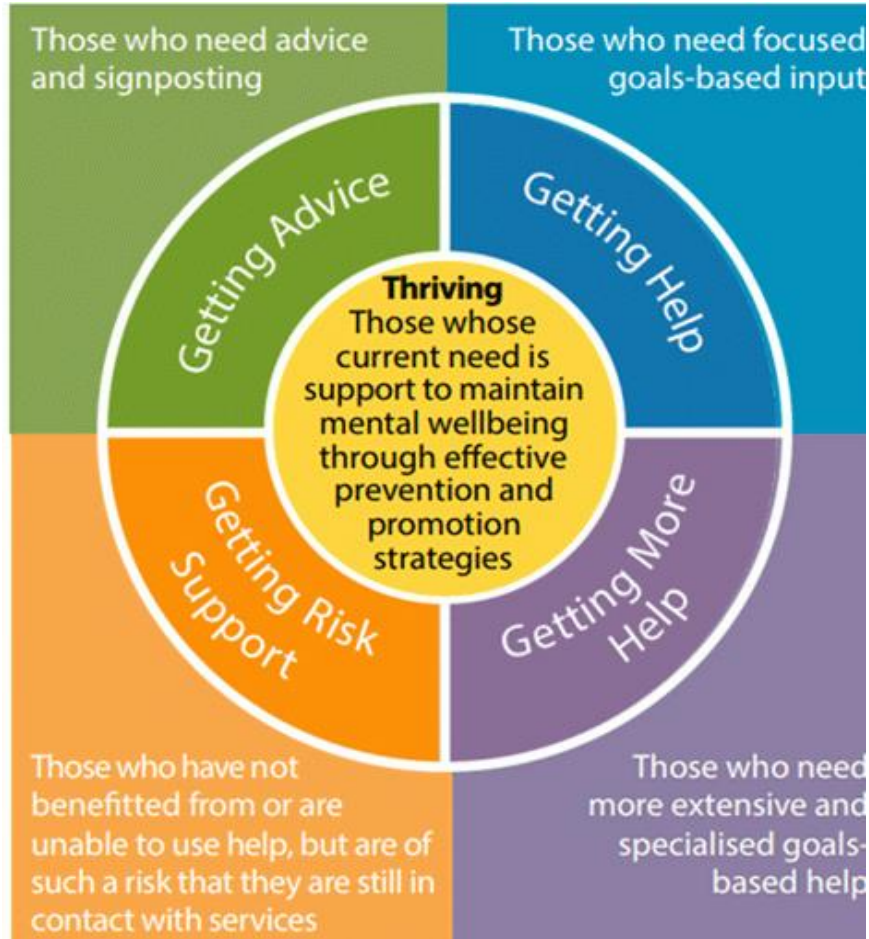 Those who need advice
and signposting
Those who need focused
goals-based input
Getting Advice
Getting Help
Thriving
Those whose
current need is
support to maintain
mental wellbeing
through effective
prevention and
promotion
strategies
Getting Risk
Support
Getting More
Help
Those who have not
benefitted from or are
unable to use help, but are of
such a risk that they are still in
contact with services
Those who need
more extensive and
specialised goals-
based help